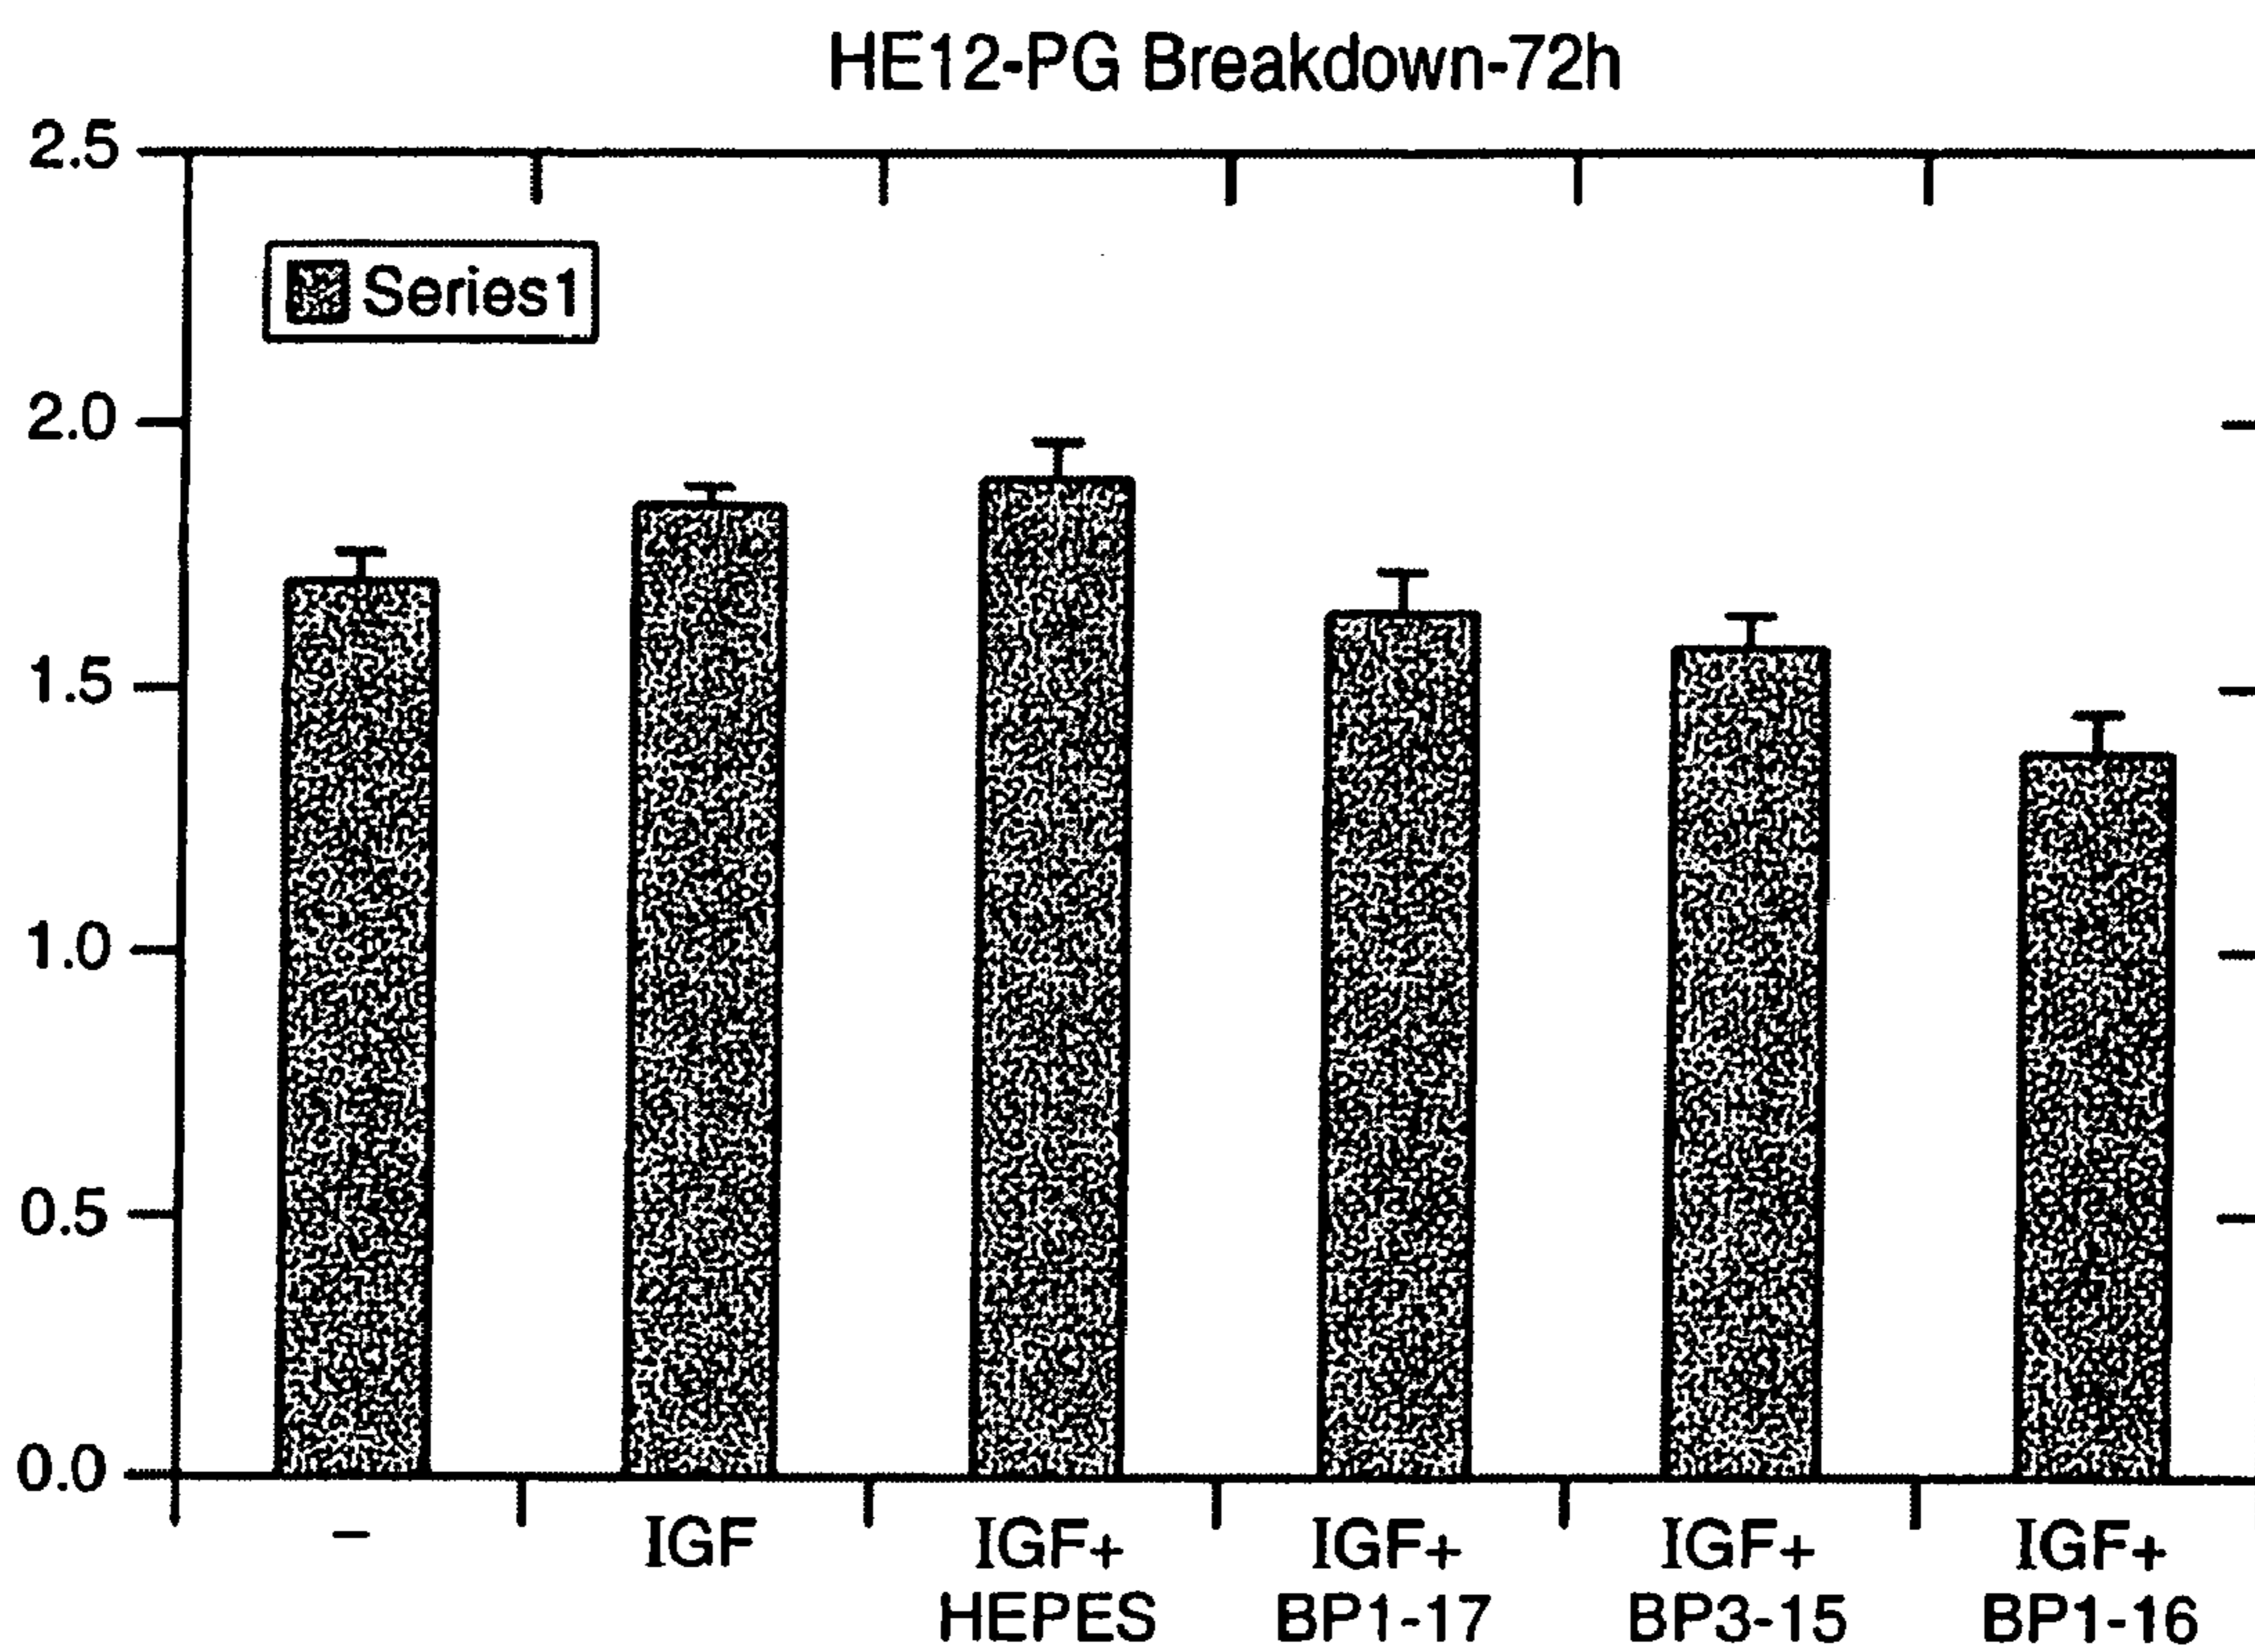 HE12-PG Breakdown-72h
2.5
Series1
2.0
1.5
1.0
0.5
0.0
– IGF IGF+ IGF+ IGF+ IGF+
HEPES BP1-17 BP3-15 BP1-16